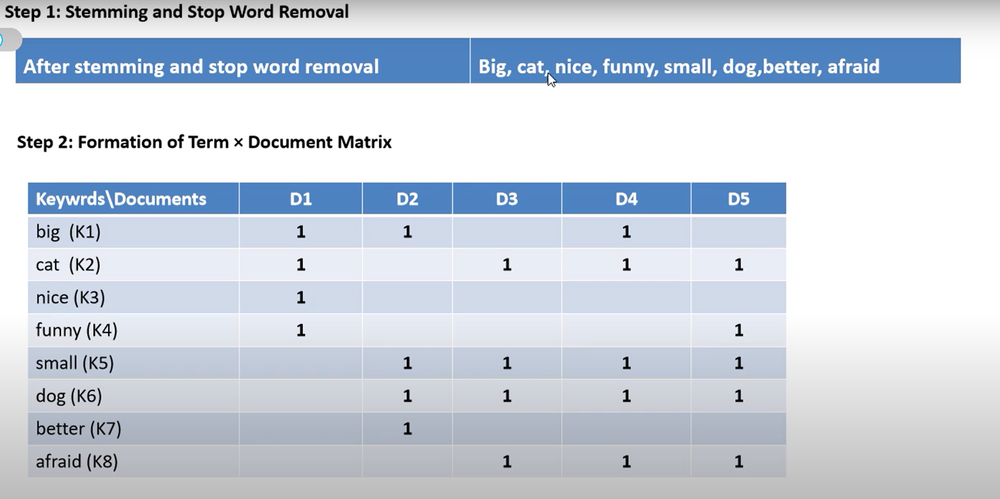 Step 1: Stemming and Stop Word Removal
After stemming and stop word removal Big, cat, nice, funny, small, dog,better, afraid
Step 2: Formation of Term × Document Matrix
Keywrds\Documents D1 D2 D3 D4 D5
big (K1) 1 1 1
cat (K2) 1 1 1 1
nice (K3) 1
funny (K4) 1 1
small (K5) 1 1 1 1
dog (K6) 1 1 1 1
better (K7) 1
afraid (K8) 1 1 1